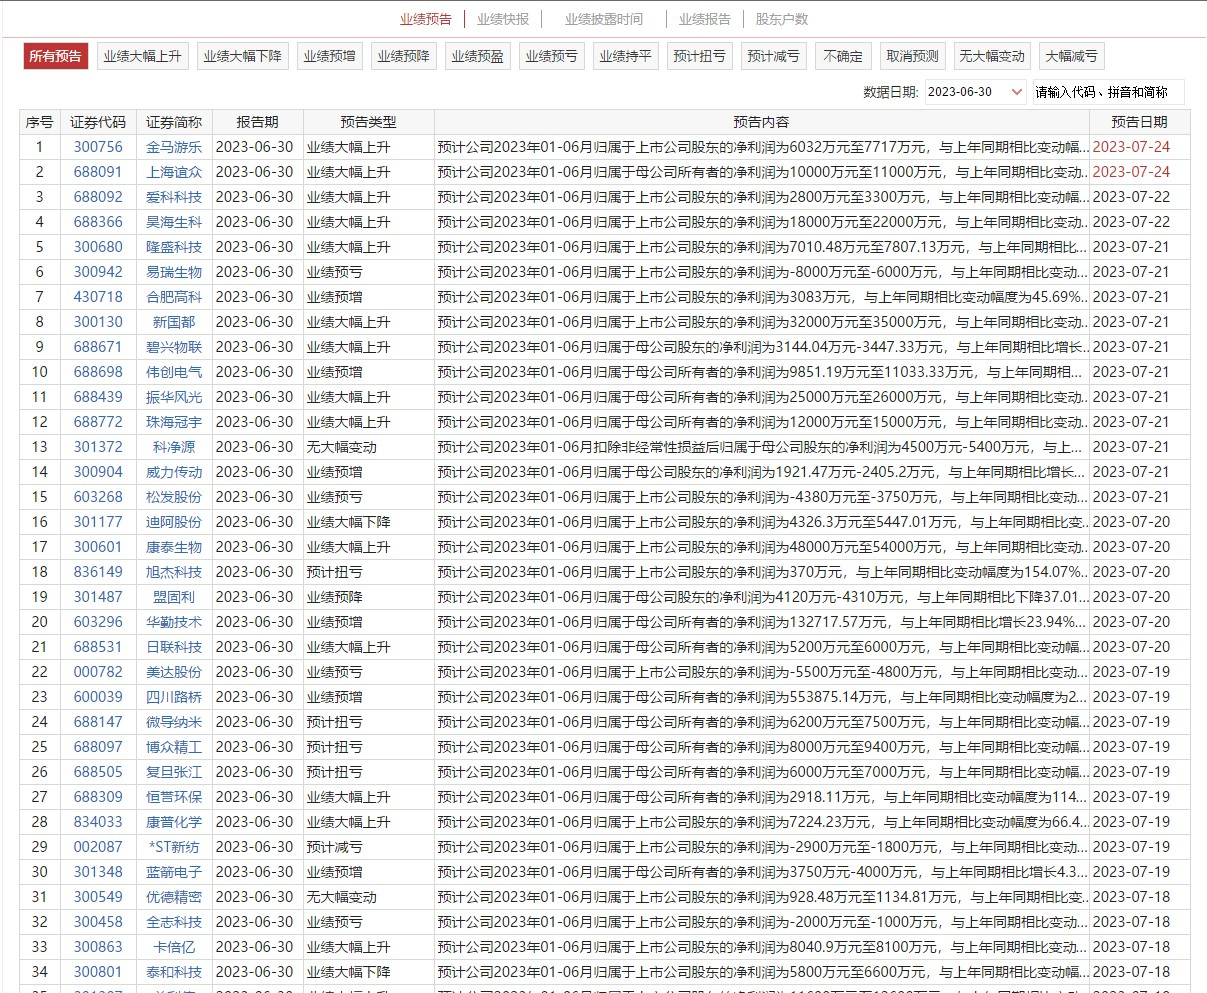 业绩预告 业绩快报 业绩披露时间 业绩报告 股东户数
所有预告 业绩大幅上升 业绩大幅下降 业绩预增 业绩预降 业绩预盈 业绩预亏 业绩持平 预计扭亏 预计减亏 不确定 取消预测 无大幅变动 大幅减亏
数据日期: 2023-06-30 请输入代码、拼音和简称
序号 证券代码 证券简称 报告期 预告类型 预告内容 预告日期
1 300756 金马游乐 2023-06-30 业绩大幅上升 预计公司2023年01-06月归属于上市公司股东的净利润为6032万元至7717万元，与上年同期相比变动幅... 2023-07-24
2 688091 上海谊众 2023-06-30 业绩大幅上升 预计公司2023年01-06月归属于母公司所有者的净利润为10000万元至11000万元，与上年同期相比变动.. 2023-07-24
3 688092 爱科科技 2023-06-30 业绩大幅上升 预计公司2023年01-06月归属于母公司所有者的净利润为2800万元至3300万元，与上年同期相比变动幅.. 2023-07-22
4 688366 昊海生科 2023-06-30 业绩大幅上升 预计公司2023年01-06月归属于上市公司股东的净利润为18000万元至22000万元，与上年同期相比变动.. 2023-07-22
5 300680 隆盛科技 2023-06-30 业绩大幅上升 预计公司2023年01-06月归属于上市公司股东的净利润为7010.48万元至7807.13万元，与上年同期相比... 2023-07-21
6 300942 易瑞生物 2023-06-30 业绩预亏 预计公司2023年01-06月归属于上市公司股东的净利润为-8000万元至-6000万元，与上年同期相比变动... 2023-07-21
7 430718 合肥高科 2023-06-30 业绩预增 预计公司2023年01-06月归属于上市公司股东的净利润为3083万元，与上年同期相比变动幅度为45.69%... 2023-07-21
8 300130 新国都 2023-06-30 业绩大幅上升 预计公司2023年01-06月归属于上市公司股东的净利润为32000万元至35000万元，与上年同期相比变动.. 2023-07-21
9 688671 碧兴物联 2023-06-30 业绩大幅上升 预计公司2023年01-06月归属于母公司股东的净利润为3144.04万元-3447.33万元，与上年同期相比增长.. 2023-07-21
10 688698 伟创电气 2023-06-30 业绩预增 预计公司2023年01-06月归属于母公司所有者的净利润为9851.19万元至11033.33万元，与上年同期相... 2023-07-21
11 688439 振华风光 2023-06-30 业绩大幅上升 预计公司2023年01-06月归属于母公司所有者的净利润为25000万元至26000万元，与上年同期相比变动.. 2023-07-21
12 688772 珠海冠宇 2023-06-30 业绩大幅上升 预计公司2023年01-06月归属于母公司所有者的净利润为12000万元至15000万元，与上年同期相比变动.. 2023-07-21
13 301372 科净源 2023-06-30 无大幅变动 预计公司2023年01-06月扣除非经常性损益后归属于母公司股东的净利润为4500万元-5400万元，与上... 2023-07-21
14 300904 威力传动 2023-06-30 业绩预增 预计公司2023年01-06月归属于母公司股东的净利润为1921.47万元-2405.2万元，与上年同期相比增长... 2023-07-21
15 603268 松发股份 2023-06-30 业绩预亏 预计公司2023年01-06月归属于上市公司股东的净利润为-4380万元至-3750万元，与上年同期相比变动... 2023-07-21
16 301177 迪阿股份 2023-06-30 业绩大幅下降 预计公司2023年01-06月归属于上市公司股东的净利润为4326.3万元至5447.01万元，与上年同期相比变.. 2023-07-20
17 300601 康泰生物 2023-06-30 业绩大幅上升 预计公司2023年01-06月归属于上市公司股东的净利润为48000万元至54000万元，与上年同期相比变动.. 2023-07-20
18 836149 旭杰科技 2023-06-30 预计扭亏 预计公司2023年01-06月归属于上市公司股东的净利润为370万元，与上年同期相比变动幅度为154.07%.. 2023-07-20
19 301487 盟固利 2023-06-30 业绩预降 预计公司2023年01-06月归属于母公司股东的净利润为4120万元-4310万元，与上年同期相比下降37.01... 2023-07-20
20 603296 华勤技术 2023-06-30 业绩预增 预计公司2023年01-06月归属于母公司股东的净利润为132717.57万元，与上年同期相比增长23.94%... 2023-07-20
21 688531 日联科技 2023-06-30 业绩大幅上升 预计公司2023年01-06月归属于母公司所有者的净利润为5200万元至6000万元，与上年同期相比变动幅... 2023-07-20
22 000782 美达股份 2023-06-30 业绩预亏 预计公司2023年01-06月归属于上市公司股东的净利润为-5500万元至-4800万元，与上年同期相比变动... 2023-07-19
23 600039 四川路桥 2023-06-30 业绩预增 预计公司2023年01-06月归属于母公司所有者的净利润为553875.14万元，与上年同期相比变动幅度为2... 2023-07-19
24 688147 微导纳米 2023-06-30 预计扭亏 预计公司2023年01-06月归属于母公司所有者的净利润为6200万元至7500万元，与上年同期相比变动幅... 2023-07-19
25 688097 博众精工 2023-06-30 预计扭亏 预计公司2023年01-06月归属于母公司所有者的净利润为8000万元至9400万元，与上年同期相比变动幅... 2023-07-19
26 688505 复旦张江 2023-06-30 预计扭亏 预计公司2023年01-06月归属于母公司所有者的净利润为6000万元至7000万元，与上年同期相比变动幅... 2023-07-19
27 688309 恒誉环保 2023-06-30 业绩大幅上升 预计公司2023年01-06月归属于母公司所有者的净利润为2918.11万元，与上年同期相比变动幅度为114... 2023-07-19
28 834033 康普化学 2023-06-30 业绩大幅上升 预计公司2023年01-06月归属于上市公司股东的净利润为7224.23万元，与上年同期相比变动幅度为66.4... 2023-07-19
29 002087 *ST新纺 2023-06-30 预计减亏 预计公司2023年01-06月归属于上市公司股东的净利润为-2900万元至-1800万元，与上年同期相比变动... 2023-07-19
30 301348 蓝箭电子 2023-06-30 业绩预增 预计公司2023年01-06月归属于母公司股东的净利润为3750万元-4000万元，与上年同期相比增长4.3... 2023-07-19
31 300549 优德精密 2023-06-30 无大幅变动 预计公司2023年01-06月归属于上市公司股东的净利润为928.48万元至1134.81万元，与上年同期相比变.. 2023-07-18
32 300458 全志科技 2023-06-30 业绩预亏 预计公司2023年01-06月归属于上市公司股东的净利润为-2000万元至-1000万元，与上年同期相比变动... 2023-07-18
33 300863 卡倍亿 2023-06-30 业绩大幅上升 预计公司2023年01-06月归属于上市公司股东的净利润为8040.9万元至8100万元，与上年同期相比变动... 2023-07-18
34 300801 泰和科技 2023-06-30 业绩大幅下降 预计公司2023年01-06月归属于上市公司股东的净利润为5800万元至6600万元，与上年同期相比变动幅... 2023-07-18